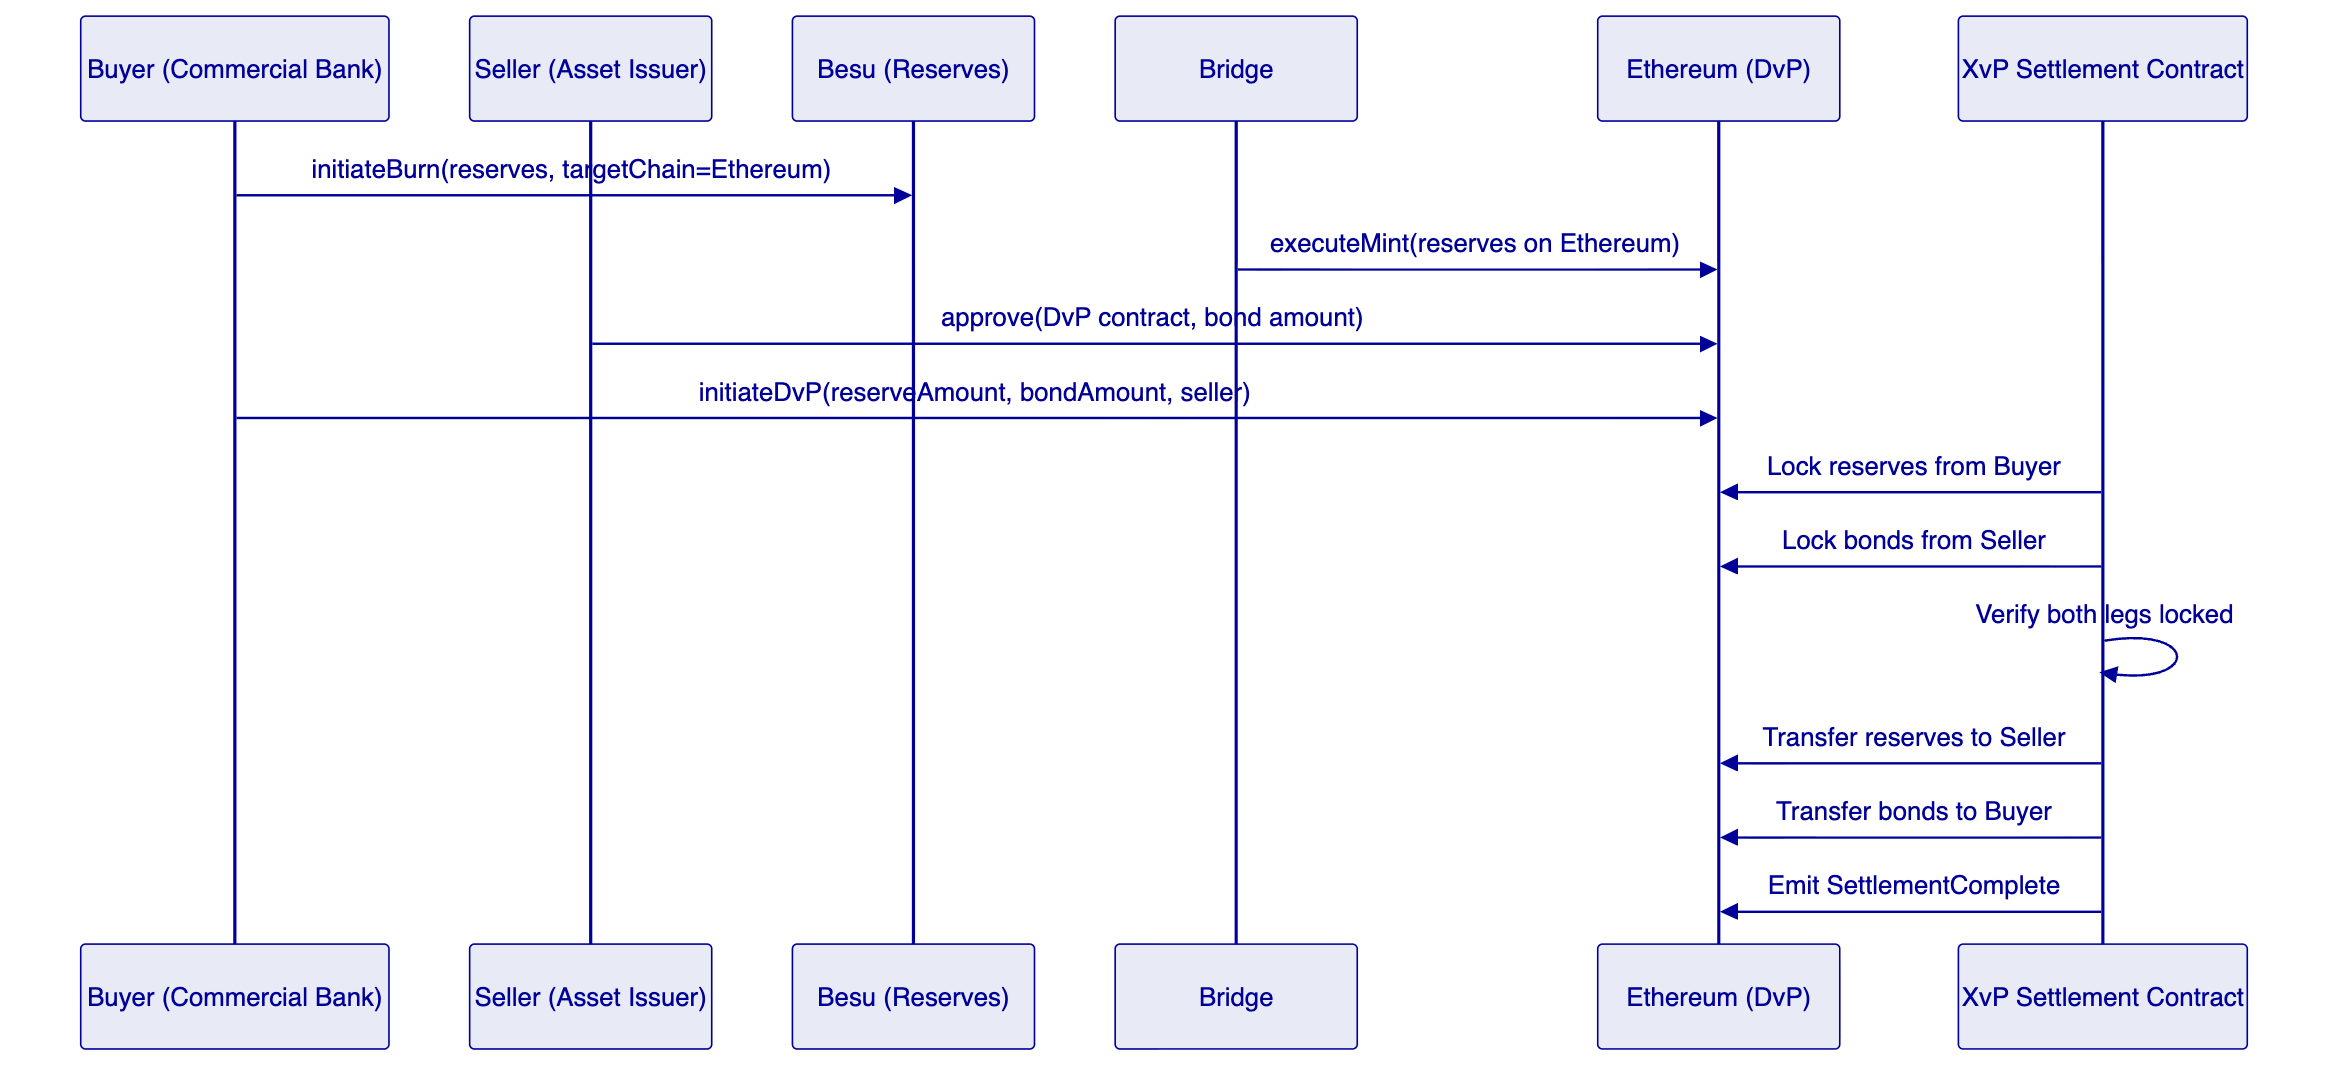 Buyer (Commercial Bank)
Seller (Asset Issuer)
Besu (Reserves)
Bridge
Ethereum (DvP)
XvP Settlement Contract
initiateBurn(reserves, targetChain=Ethereum)
executeMint(reserves on Ethereum)
approve(DvP contract, bond amount)
initiateDvP(reserveAmount, bondAmount, seller)
Lock reserves from Buyer
Lock bonds from Seller
Verify both legs locked
Transfer reserves to Seller
Transfer bonds to Buyer
Emit SettlementComplete
Buyer (Commercial Bank)
Seller (Asset Issuer)
Besu (Reserves)
Bridge
Ethereum (DvP)
XvP Settlement Contract